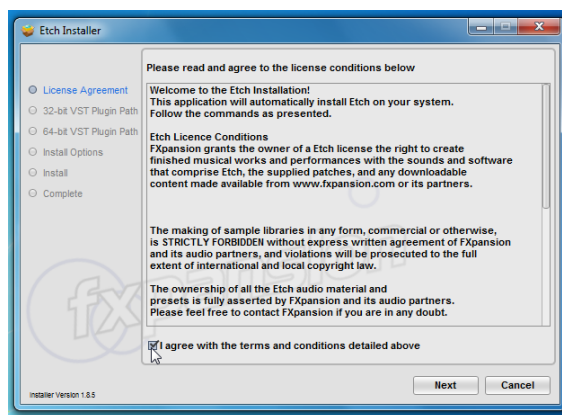 Etch Installer
License Agreement
32-bit VST Plugin Path
64-bit VST Plugin Path
Install Options
Install
Complete
Please read and agree to the license conditions below
Welcome to the Etch Installation!
This application will automatically install Etch on your system.
Follow the commands as presented.
Etch Licence Conditions
FXpansion grants the owner of a Etch license the right to create
finished musical works and performances with the sounds and software
that comprise Etch, the supplied patches, and any downloadable
content made available from www.fxpansion.com or its partners.
The making of sample libraries in any form, commercial or otherwise,
is STRICTLY FORBIDDEN without express written agreement of FXpansion
and its audio partners, and violations will be prosecuted to the full
extent of international and local copyright law.
The ownership of all the Etch audio material and
presets is fully asserted by FXpansion and its audio partners.
Please feel free to contact FXpansion if you are in any doubt.
I agree with the terms and conditions detailed above
fxpansion
Installer Version 1.8.5
Next
Cancel